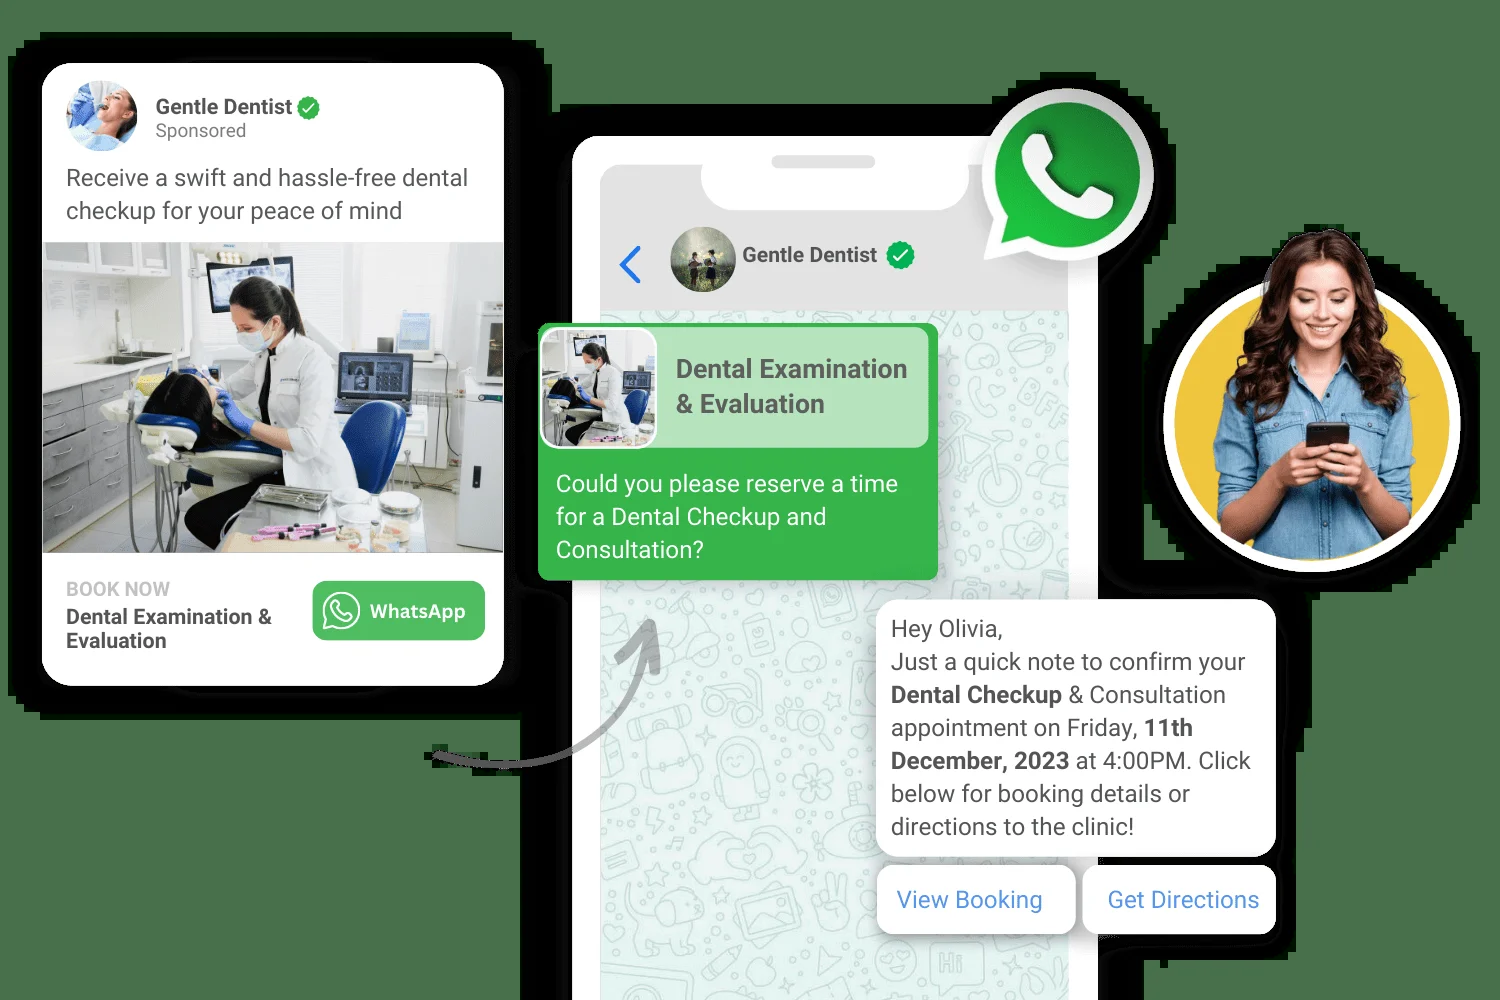 Gentle Dentist
Sponsored
Receive a swift and hassle-free dental
checkup for your peace of mind
BOOK NOW
Dental Examination &
Evaluation
WhatsApp
Gentle Dentist
Dental Examination
& Evaluation
Could you please reserve a time
for a Dental Checkup and
Consultation?
BFF
Hey Olivia,
Just a quick note to confirm your
Dental Checkup & Consultation
appointment on Friday, 11th
December, 2023 at 4:00PM. Click
below for booking details or
directions to the clinic!
View Booking
Get Directions
Hi